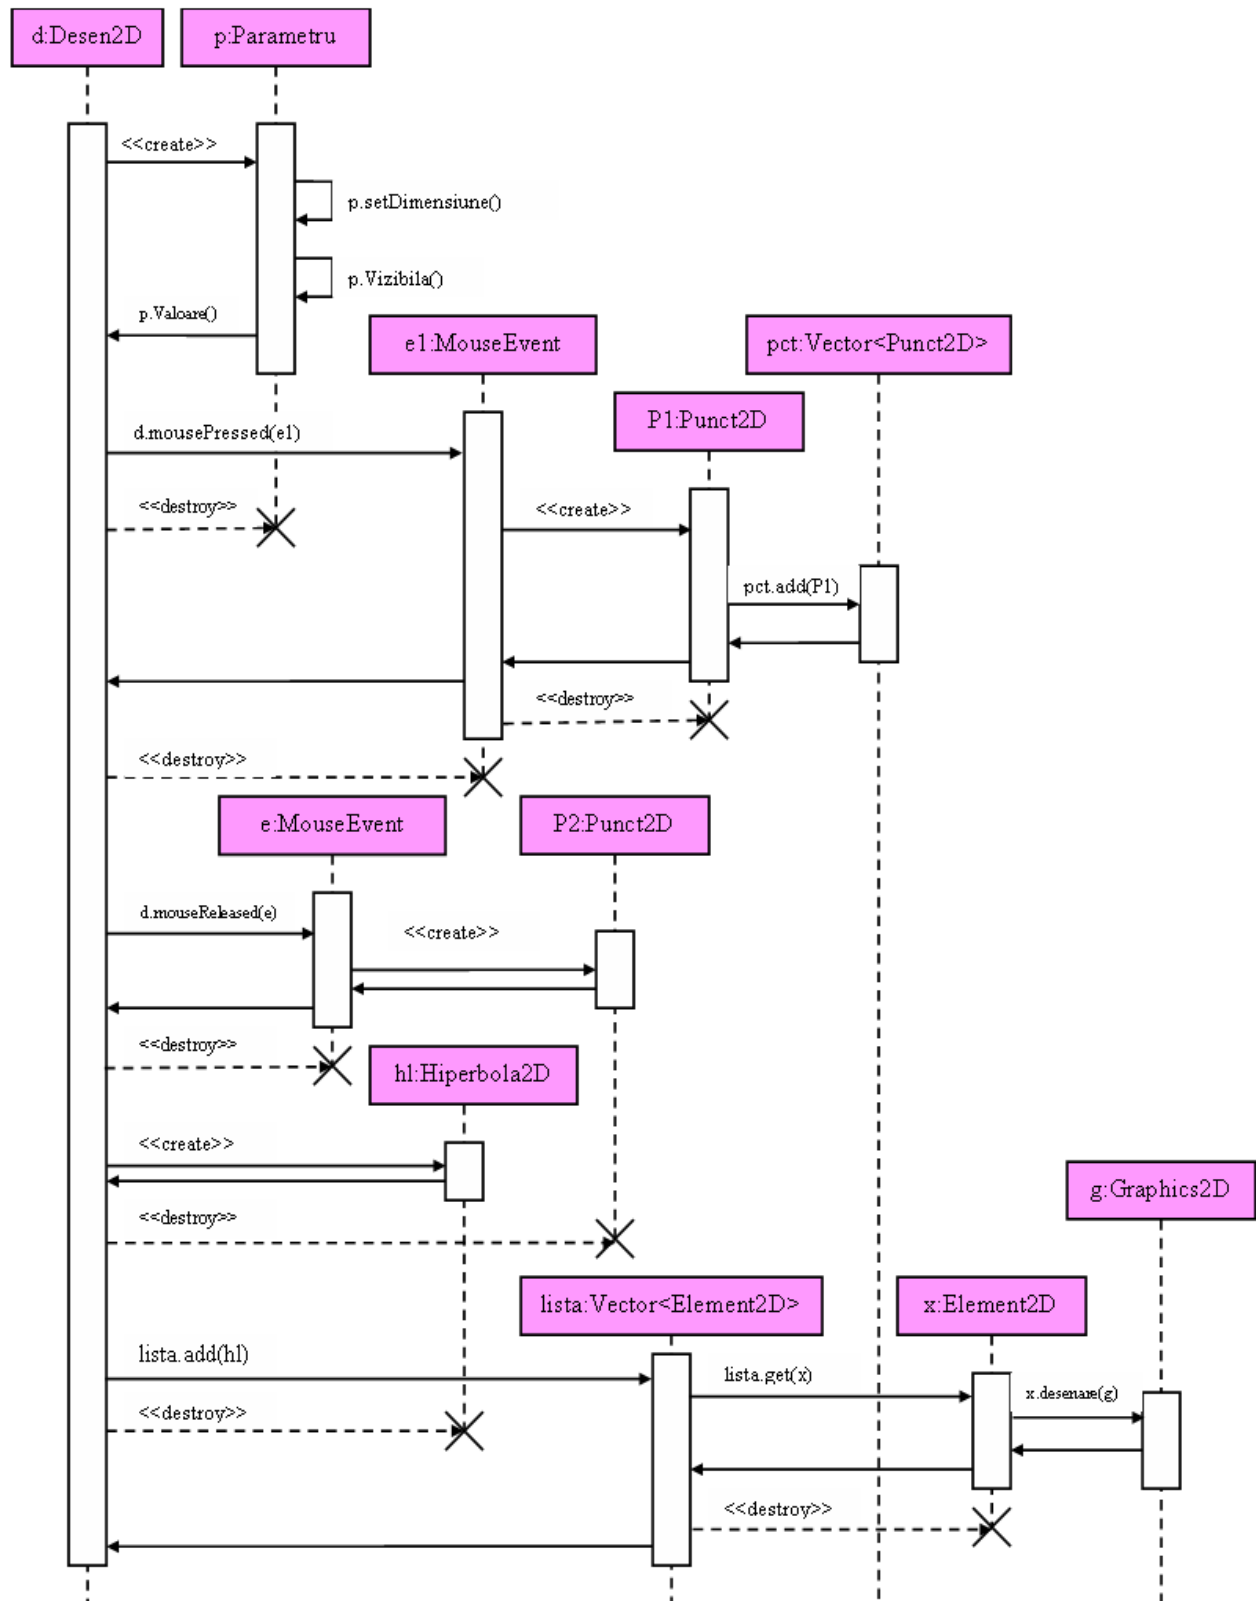 d:Desen2D
p:Parametru
<<create>>
p.setDimensiune()
p.Vizibila()
p.Valoare()
e1:MouseEvent
pct:Vector<Punct2D>
P1:Punct2D
d.mousePressed(e1)
<<destroy>>
<<create>>
pct.add(P1)
<<destroy>>
<<destroy>>
e:MouseEvent
P2:Punct2D
d.mouseReleased(e)
<<create>>
<<destroy>>
hl:Hiperbola2D
<<create>>
g:Graphics2D
<<destroy>>
lista:Vector<Element2D>
x:Element2D
lista.add(hl)
lista.get(x)
x.desenare(g)
<<destroy>>
<<destroy>>